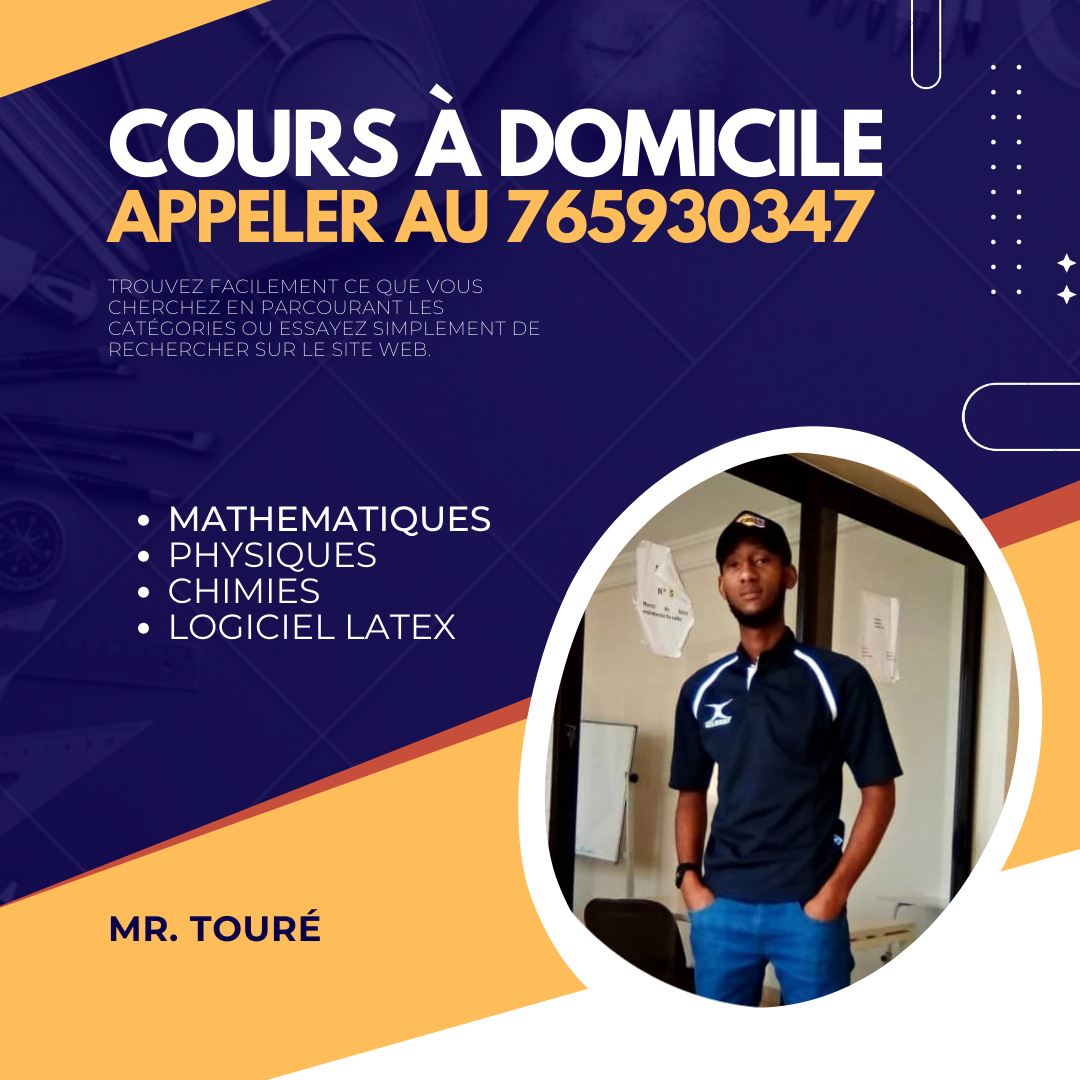 COURS À DOMICILE
APPELER AU 765930347
TROUVEZ FACILEMENT CE QUE VOUS
CHERCHEZ EN PARCOURANT LES
CATÉGORIES OU ESSAYEZ SIMPLEMENT DE
RECHERCHER SUR LE SITE WEB.
• MATHEMATIQUES
• PHYSIQUES
• CHIMIES
• LOGICIEL LATEX
N° 5
MR. TOURÉ